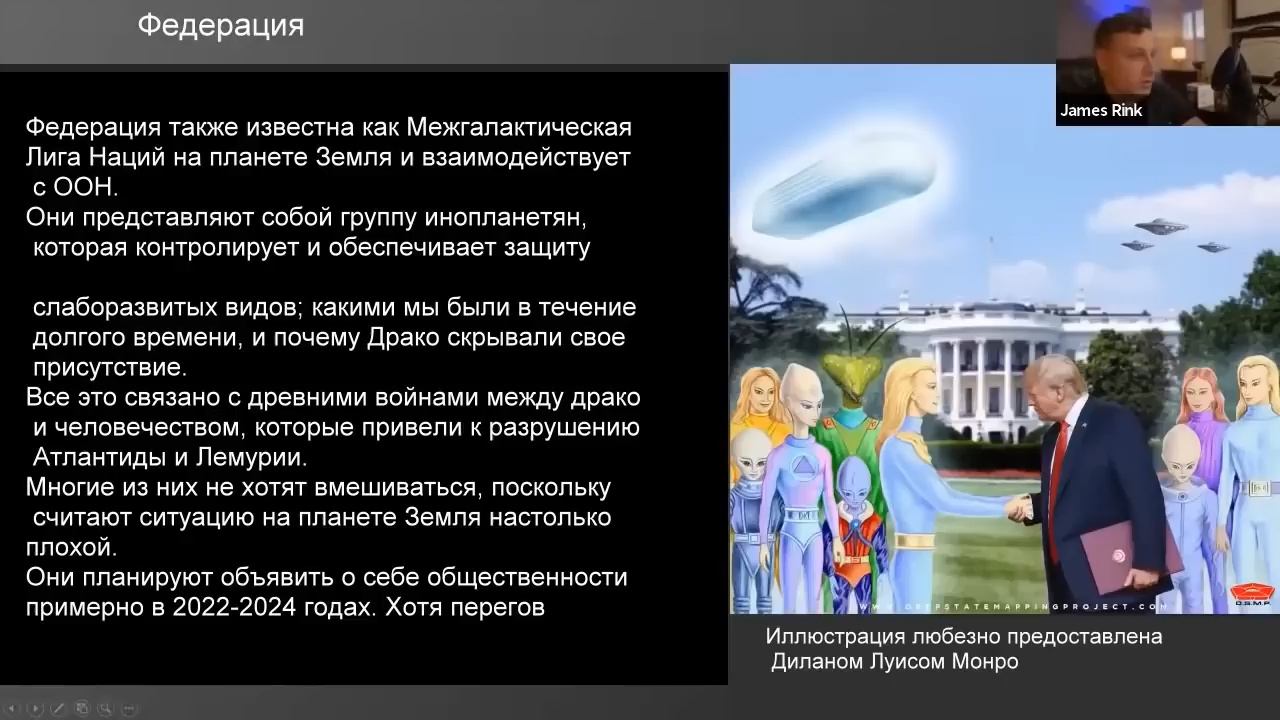 Федерация
James Rink
Федерация также известна как Межгалактическая
Лига Наций на планете Земля и взаимодействует
с ООН.
Они представляют собой группу инопланетян,
которая контролирует и обеспечивает защиту
слаборазвитых видов; какими мы были в течение
долгого времени, и почему Драко скрывали свое
присутствие.
Все это связано с древними войнами между драко
и человечеством, которые привели к разрушению
Атлантиды и Лемурии.
Многие из них не хотят вмешиваться, поскольку
считают ситуацию на планете Земля настолько
плохой.
Они планируют объявить о себе общественности
примерно в 2022-2024 годах. Хотя перегов
WWW.DEEPSTATEMAPPINGPROJECT.COM
D.S.M.P.
Иллюстрация любезно предоставлена
Диланом Луисом Монро